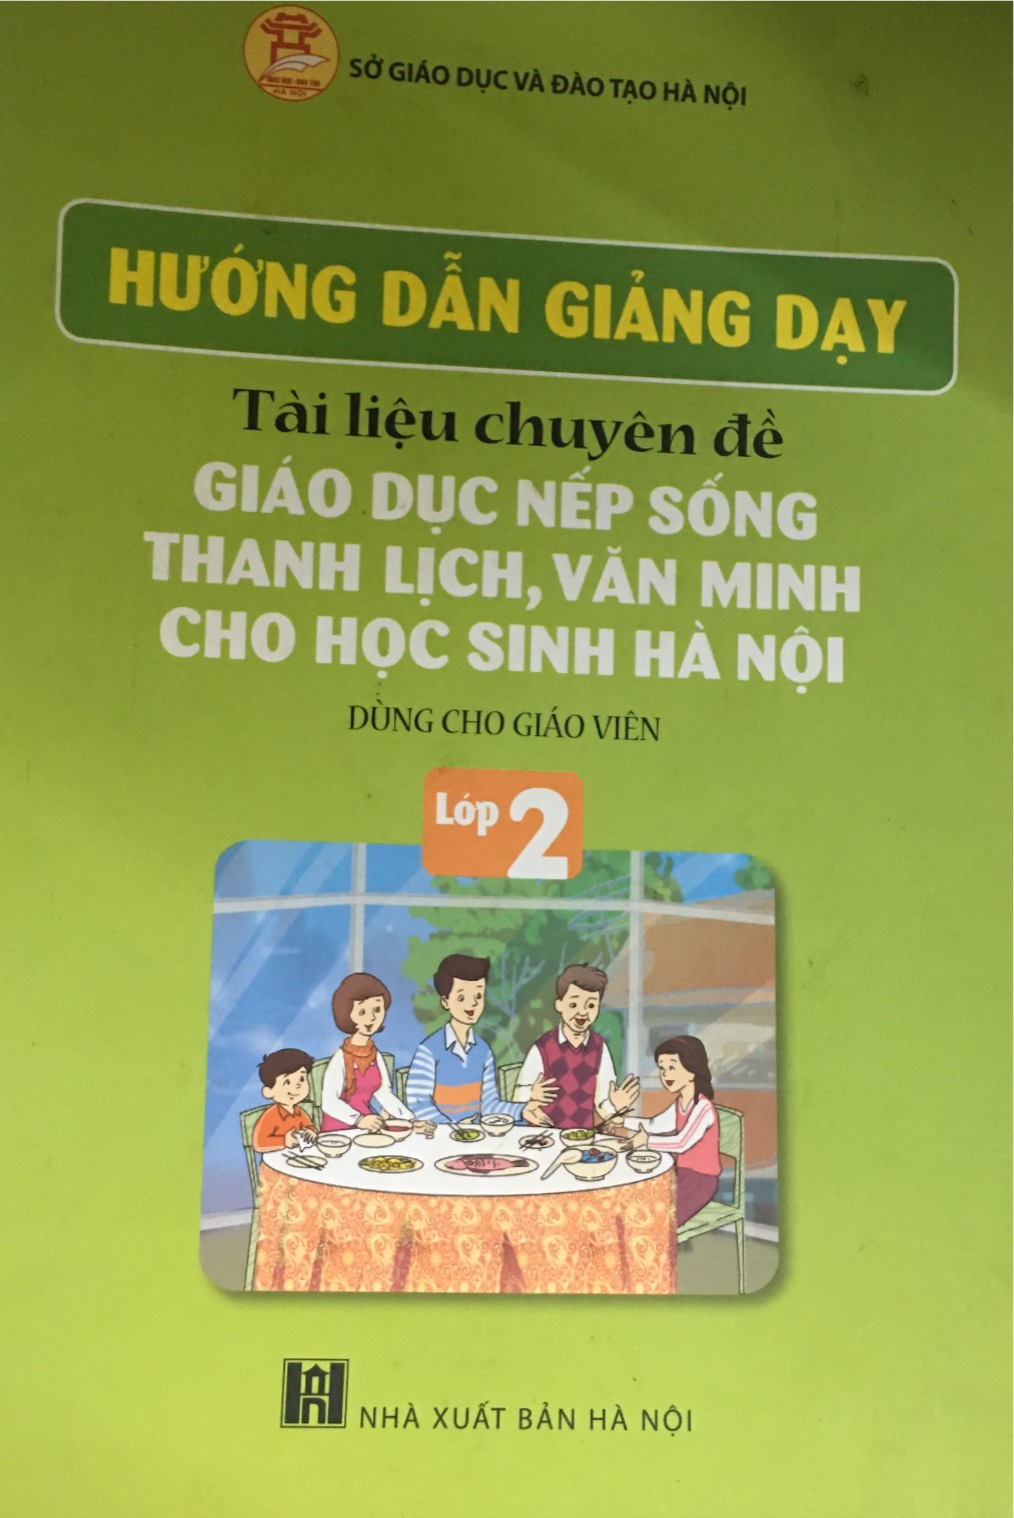 SỞ GIÁO DỤC VÀ ĐÀO TẠO HÀ NỘI
HÀ NỘI
HƯỚNG DẪN GIẢNG DẠY
Tài liệu chuyên đề
GIÁO DỤC NẾP SỐNG
THANH LỊCH, VĂN MINH
CHO HỌC SINH HÀ NỘI
DÙNG CHO GIÁO VIÊN
Lớp 2
NHÀ XUẤT BẢN HÀ NỘI